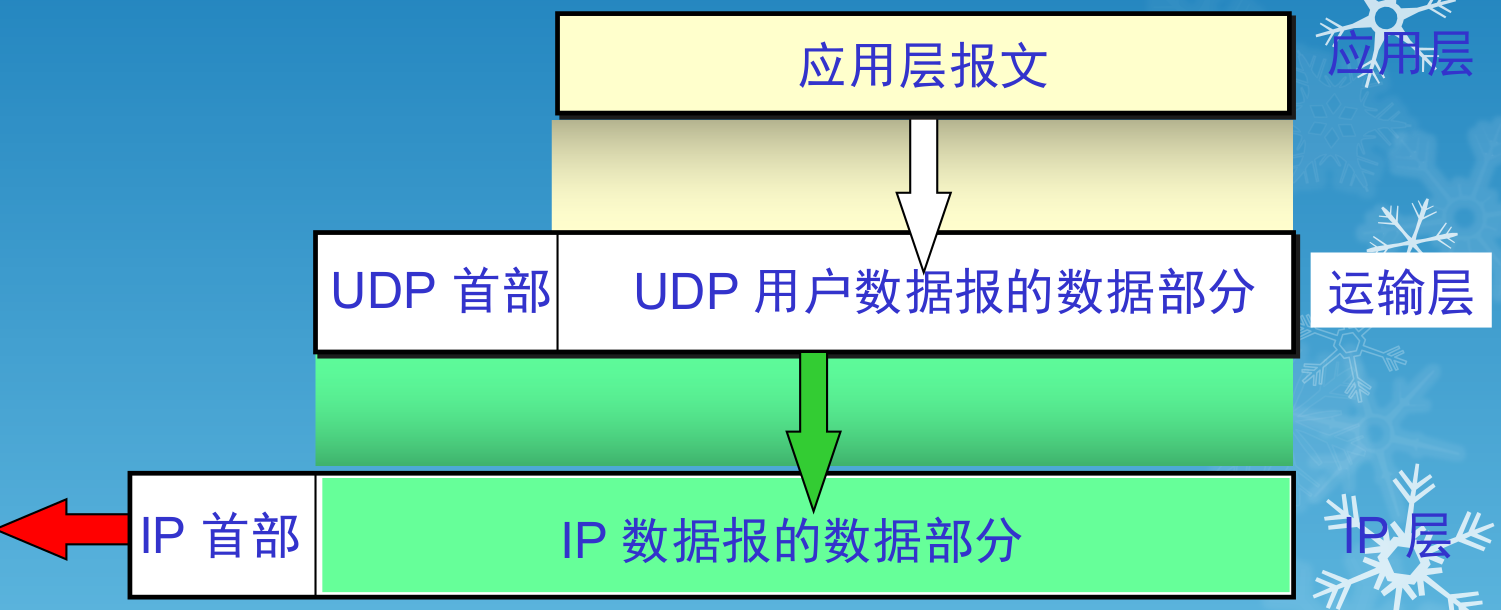 应用层报文
应用层
UDP 首部
UDP 用户数据报的数据部分
运输层
IP 首部
IP 数据报的数据部分
IP 层